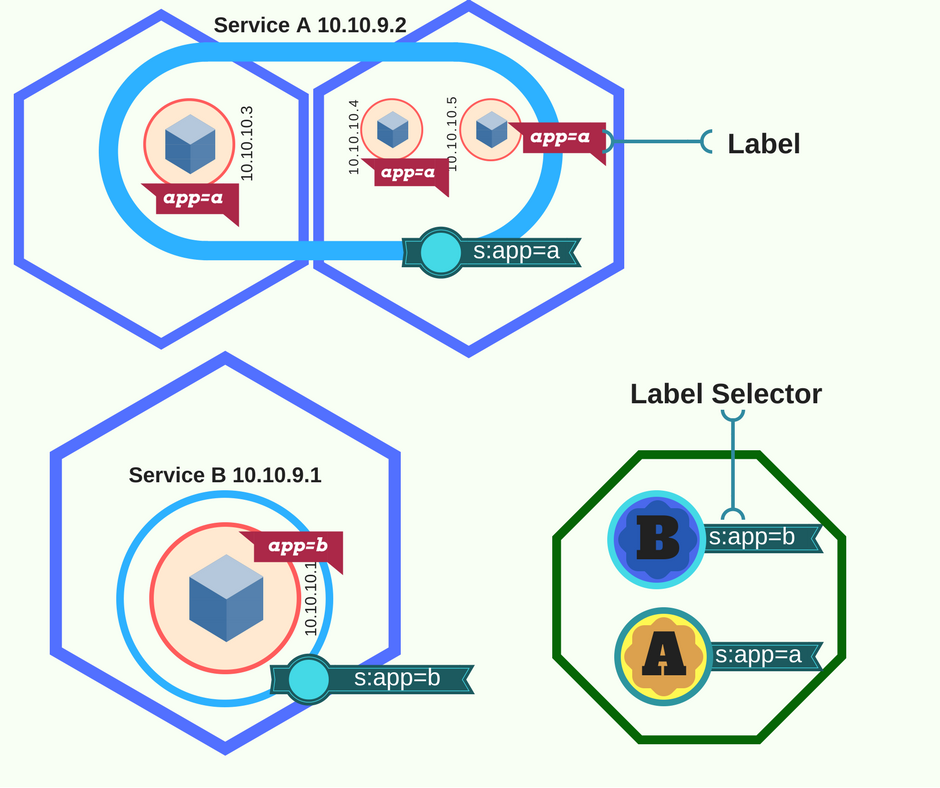 Service A 10.10.9.2
10.10.10.3
app=a
10.10.10.4
app=a
10.10.10.5
app=a
Label
s:app=a
Service B 10.10.9.1
app=b
10.10.10.1
s:app=b
Label Selector
B
s:app=b
A
s:app=a